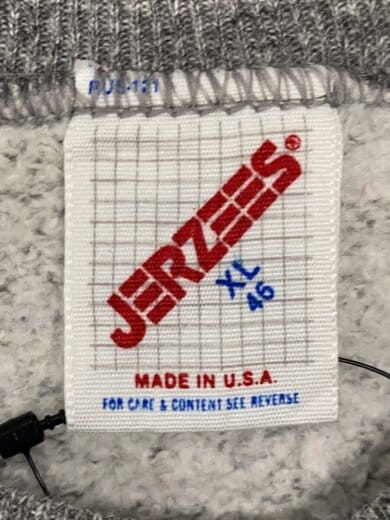 JERZEES®
XL
46
MADE IN U.S.A.
FOR CARE & CONTENT SEE REVERSE